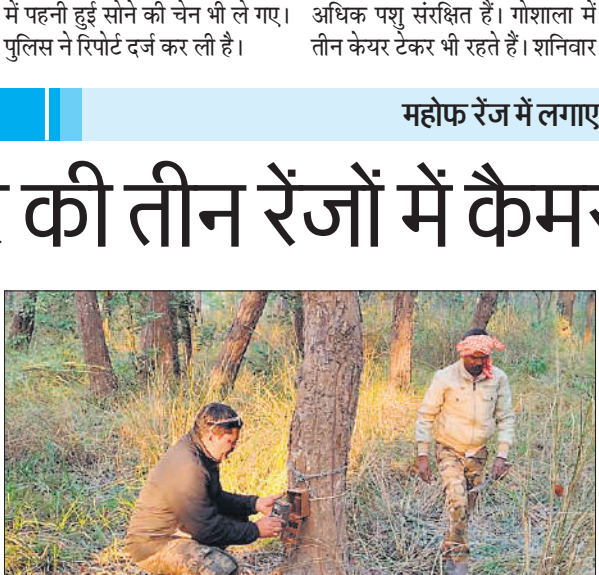 में पहनी हुई सोने की चेन भी ले गए।
पुलिस ने रिपोर्ट दर्ज कर ली है।
अधिक पशु संरक्षित हैं। गोशाला में
तीन केयर टेकर भी रहते हैं। शनिवार
महोफ रेंज में लगाए
की तीन रेंजों में